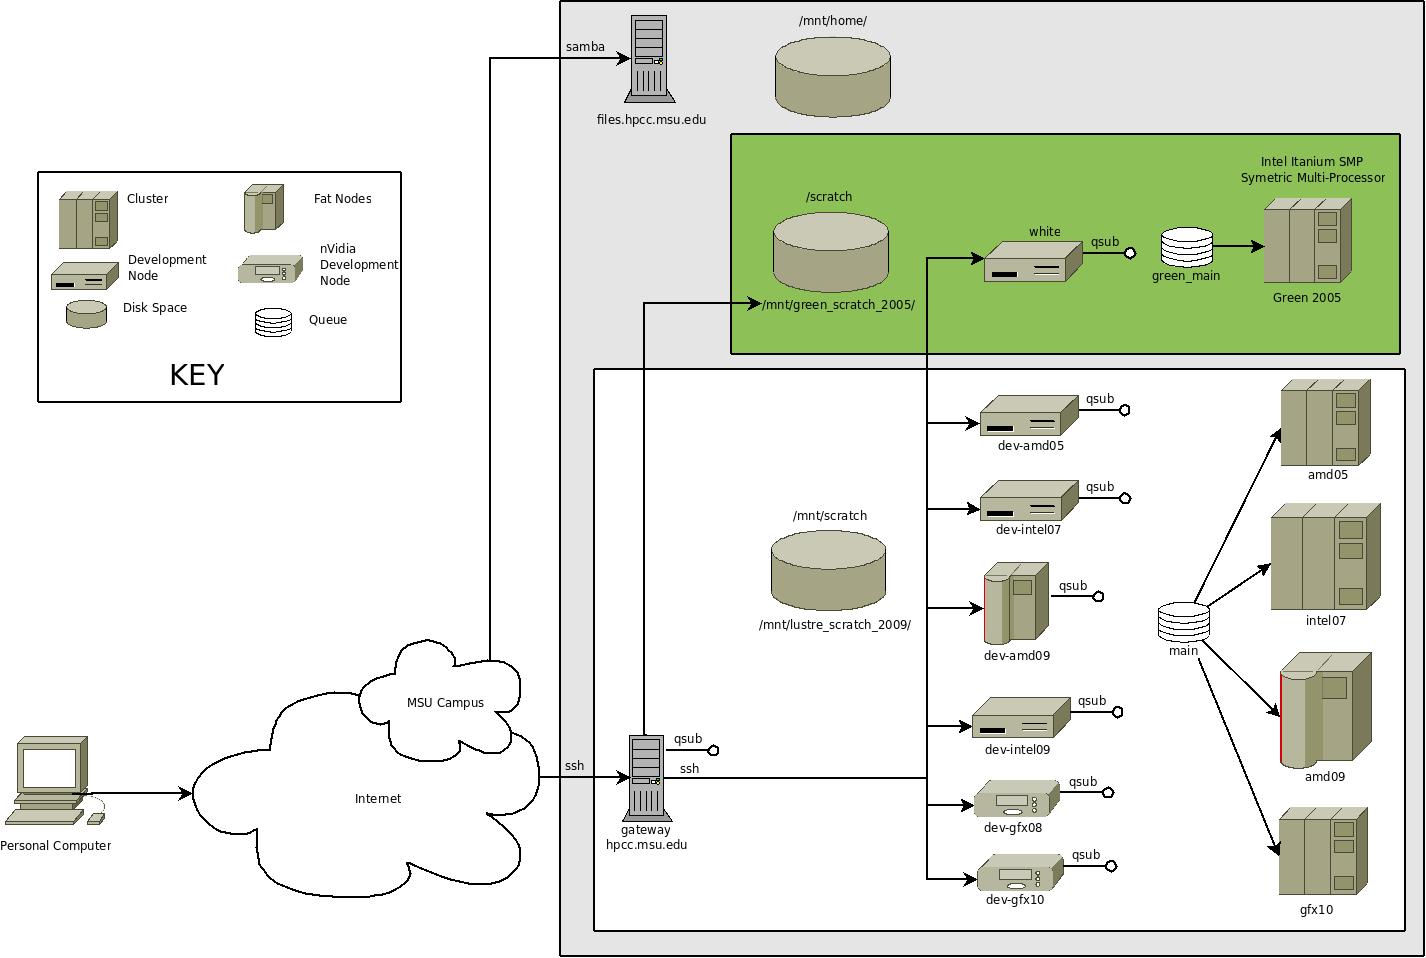 samba
files.hpcc.msu.edu
/mnt/home/
Cluster
Fat Nodes
Development
Node
nVidia
Development
Node
Disk Space
Queue
KEY
/scratch
/mnt/green_scratch_2005/
white
qsub
green_main
Intel Itanium SMP
Symetric Multi-Processor
Green 2005
/mnt/scratch
/mnt/lustre_scratch_2009/
qsub
dev-amd05
qsub
dev-intel07
qsub
dev-amd09
qsub
dev-intel09
qsub
dev-gfx08
qsub
dev-gfx10
main
amd05
intel07
amd09
gfx10
MSU Campus
Internet
Personal Computer
ssh
qsub
ssh
gateway
hpcc.msu.edu